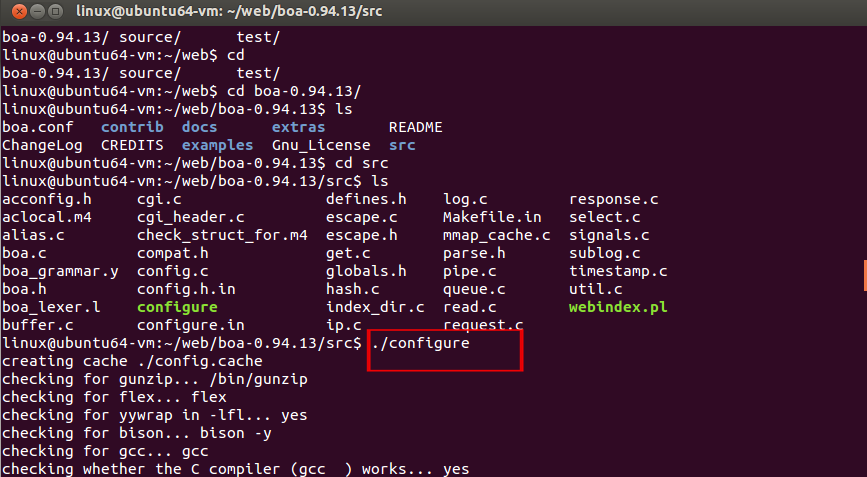 linux@ubuntu64-vm: ~/web/boa-0.94.13/src
boa-0.94.13/ source/      test/
linux@ubuntu64-vm:~/web$ cd
boa-0.94.13/ source/      test/
linux@ubuntu64-vm:~/web$ cd boa-0.94.13/
linux@ubuntu64-vm:~/web/boa-0.94.13$ ls
boa.conf   contrib  docs      extras       README
ChangeLog  CREDITS  examples  Gnu_License  src
linux@ubuntu64-vm:~/web/boa-0.94.13$ cd src
linux@ubuntu64-vm:~/web/boa-0.94.13/src$ ls
acconfig.h     cgi.c                defines.h    log.c         response.c
aclocal.m4     cgi_header.c         escape.c     Makefile.in   select.c
alias.c        check_struct_for.m4  escape.h     mmap_cache.c  signals.c
boa.c          compat.h             get.c        parse.h       sublog.c
boa_grammar.y  config.c             globals.h    pipe.c        timestamp.c
boa.h          config.h.in          hash.c       queue.c       util.c
boa_lexer.l    configure            index_dir.c  read.c        webindex.pl
buffer.c       configure.in         ip.c         request.c
linux@ubuntu64-vm:~/web/boa-0.94.13/src$ ./configure
creating cache ./config.cache
checking for gunzip... /bin/gunzip
checking for flex... flex
checking for yywrap in -lfl... yes
checking for bison... bison -y
checking for gcc... gcc
checking whether the C compiler (gcc  ) works... yes